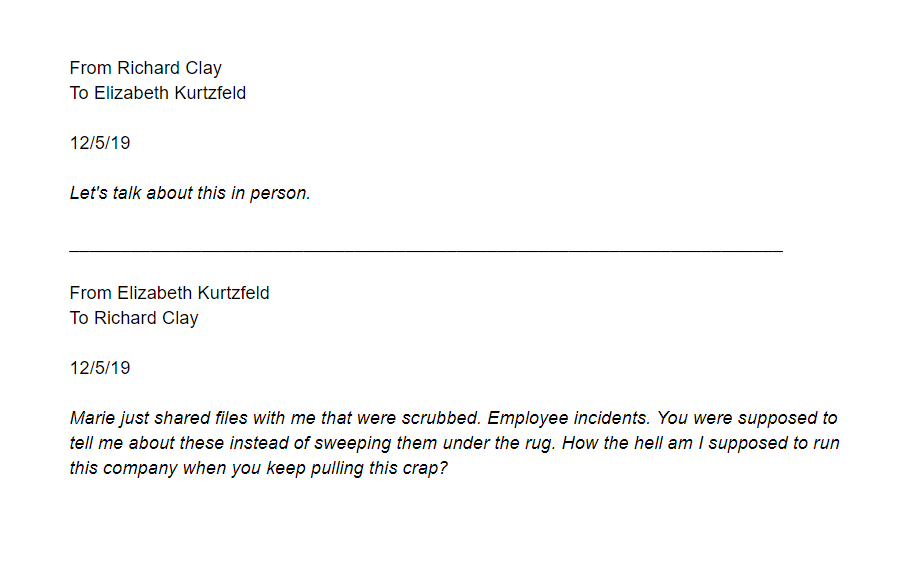 From Richard Clay
To Elizabeth Kurtzfeld
12/5/19
Let's talk about this in person.
From Elizabeth Kurtzfeld
To Richard Clay
12/5/19
Marie just shared files with me that were scrubbed. Employee incidents. You were supposed to
tell me about these instead of sweeping them under the rug. How the hell am I supposed to run
this company when you keep pulling this crap?